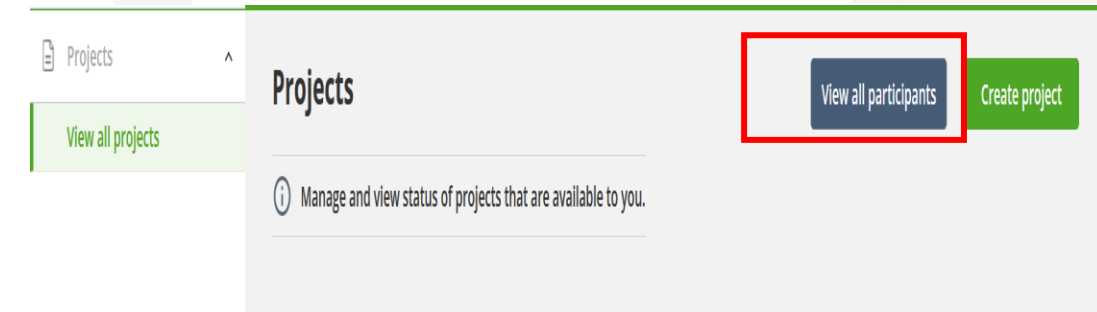 Projects
View all projects
Projects
View all participants
Create project
Manage and view status of projects that are available to you.